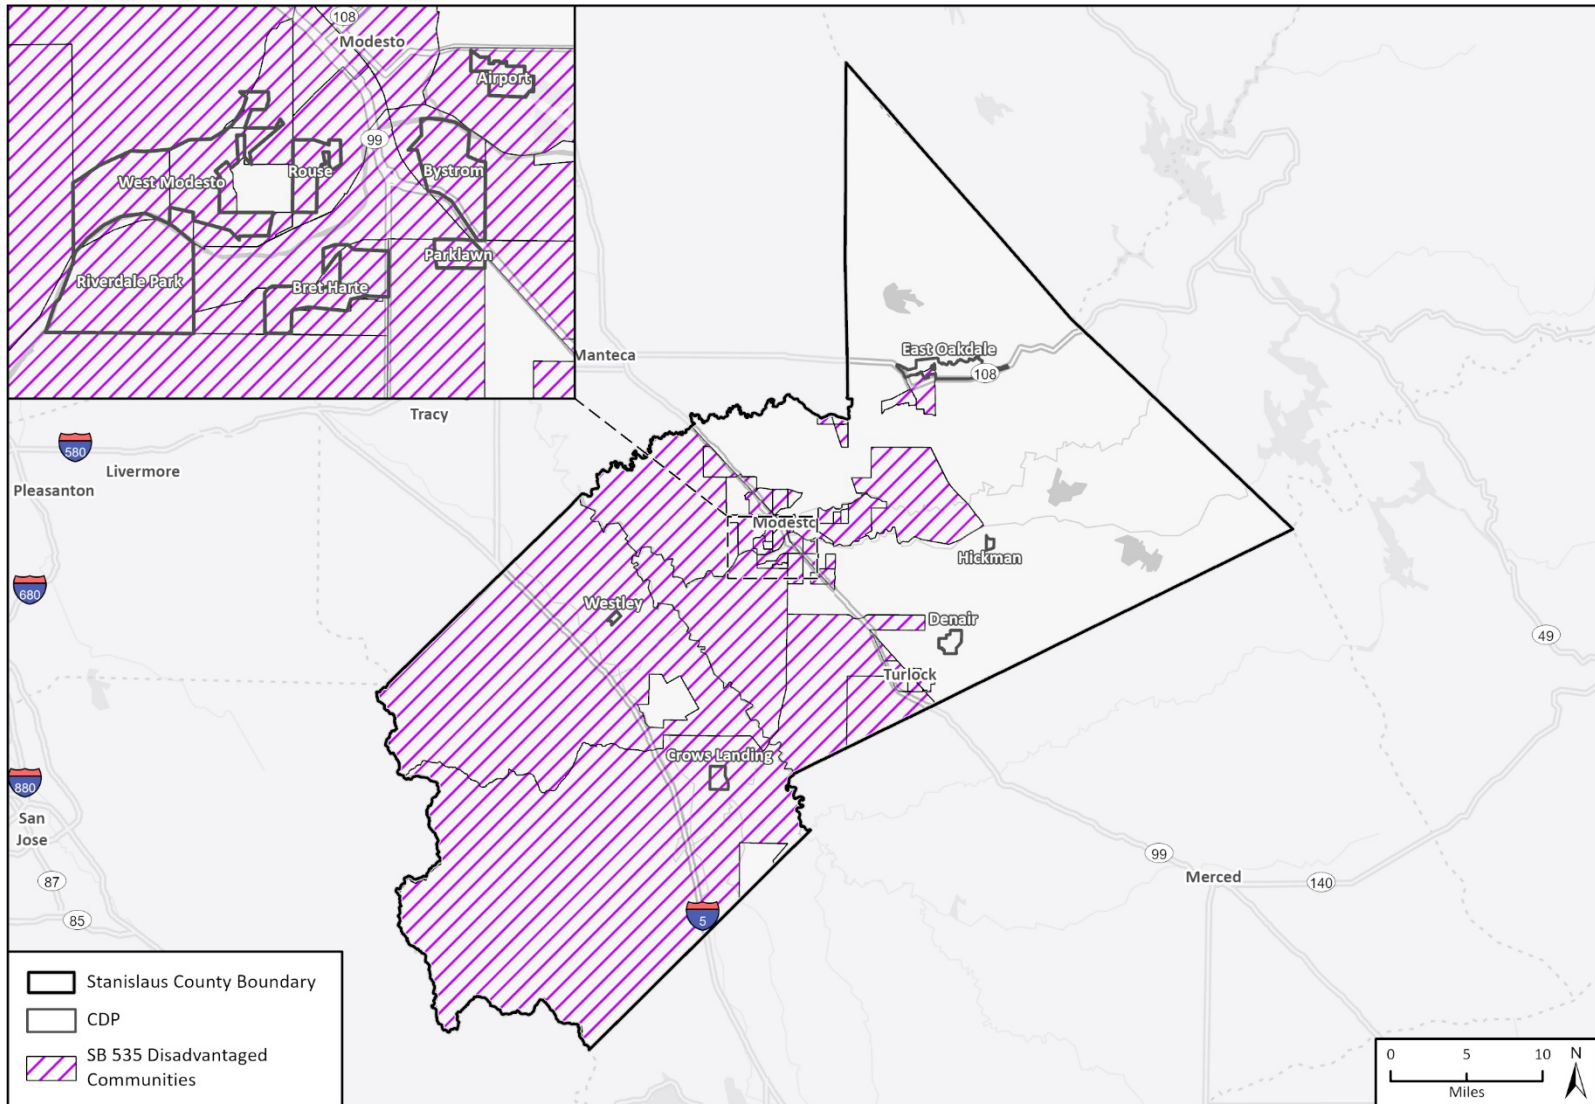 108
Modesto
Airport
99
West Modesto
Rouse
Bystrom
Riverdale Park
Bret Harte
Parklawn
Manteca
East Oakdale
108
Tracy
580
Livermore
Pleasanton
Modesto
Hickman
680
Westley
Denair
49
Turlock
Crows Landing
880
San
Jose
99
Merced
140
87
85
5
Stanislaus County Boundary
CDP
SB 535 Disadvantaged
Communities
0 5 10
Miles
N